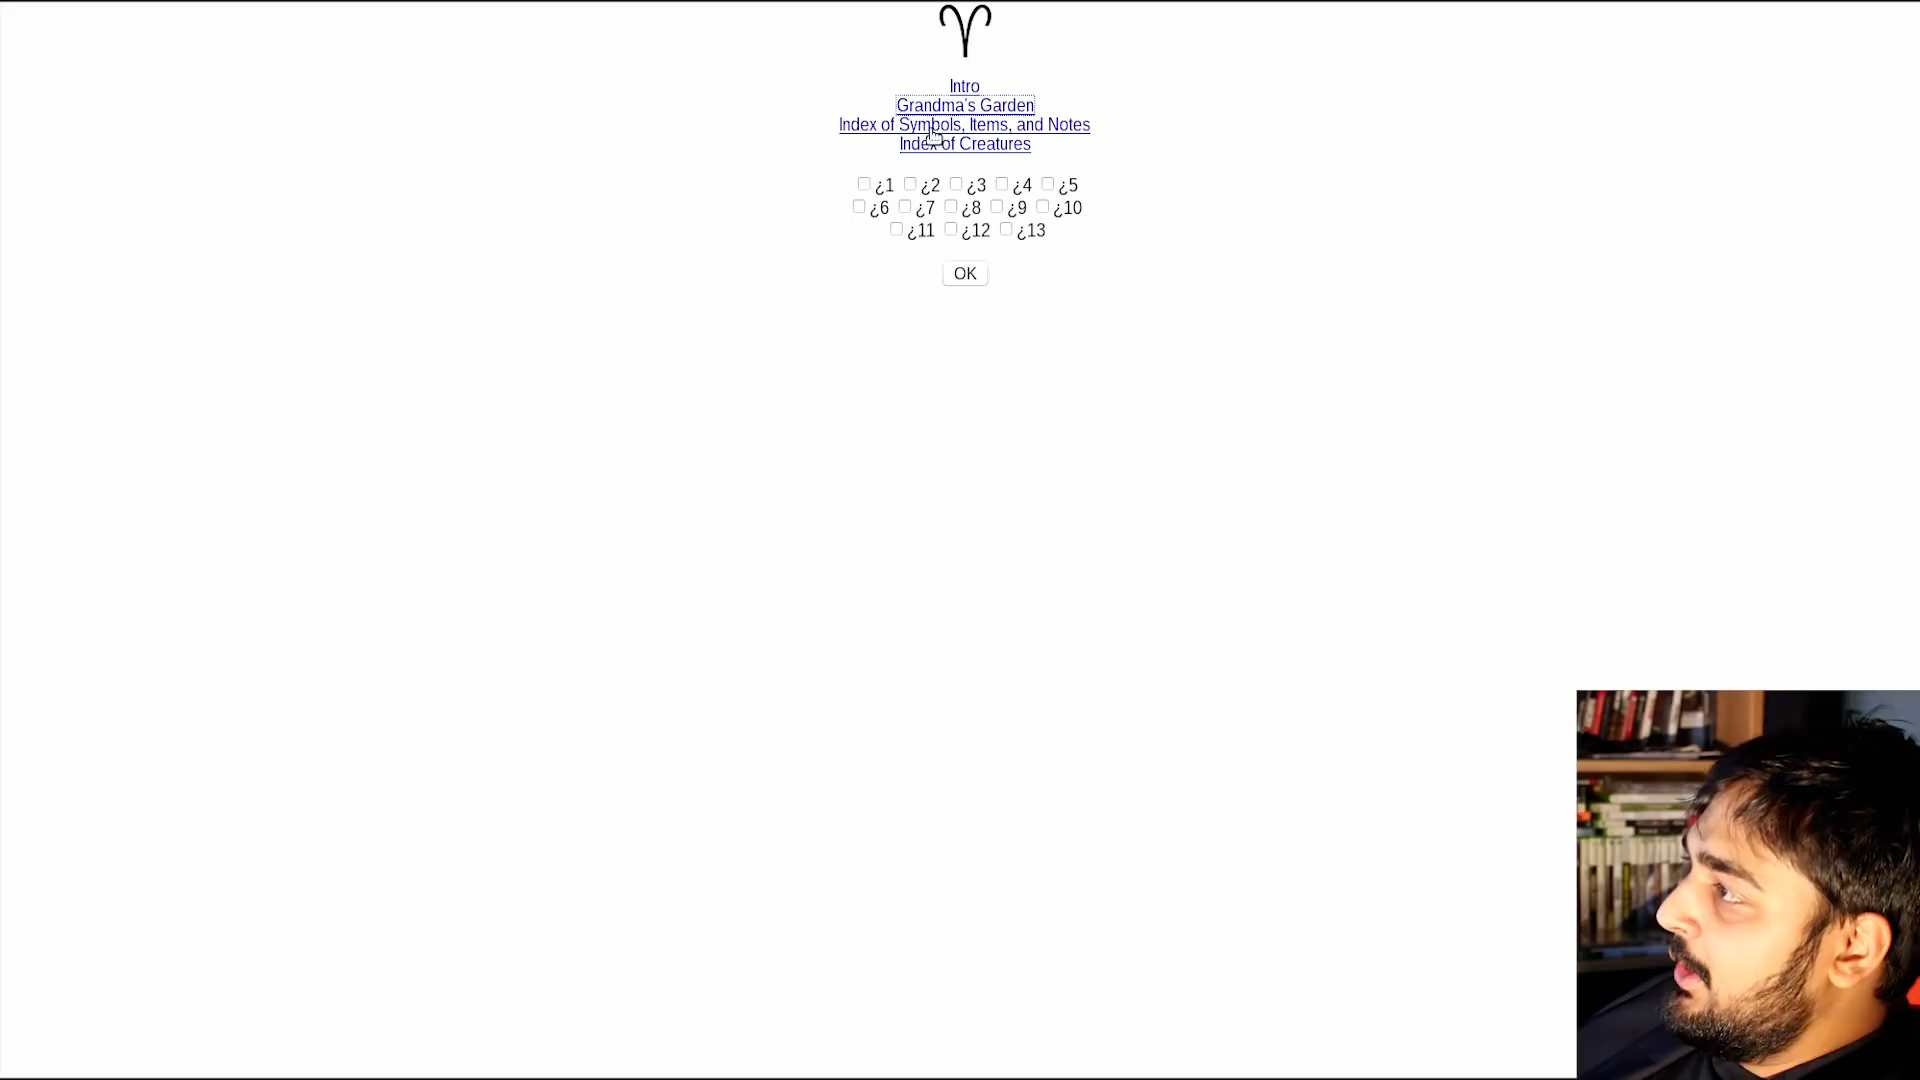 ♈
Intro
Grandma's Garden
Index of Symbols, Items, and Notes
Index of Creatures
¿1 ¿2 ¿3 ¿4 ¿5
¿6 ¿7 ¿8 ¿9 ¿10
¿11 ¿12 ¿13
OK